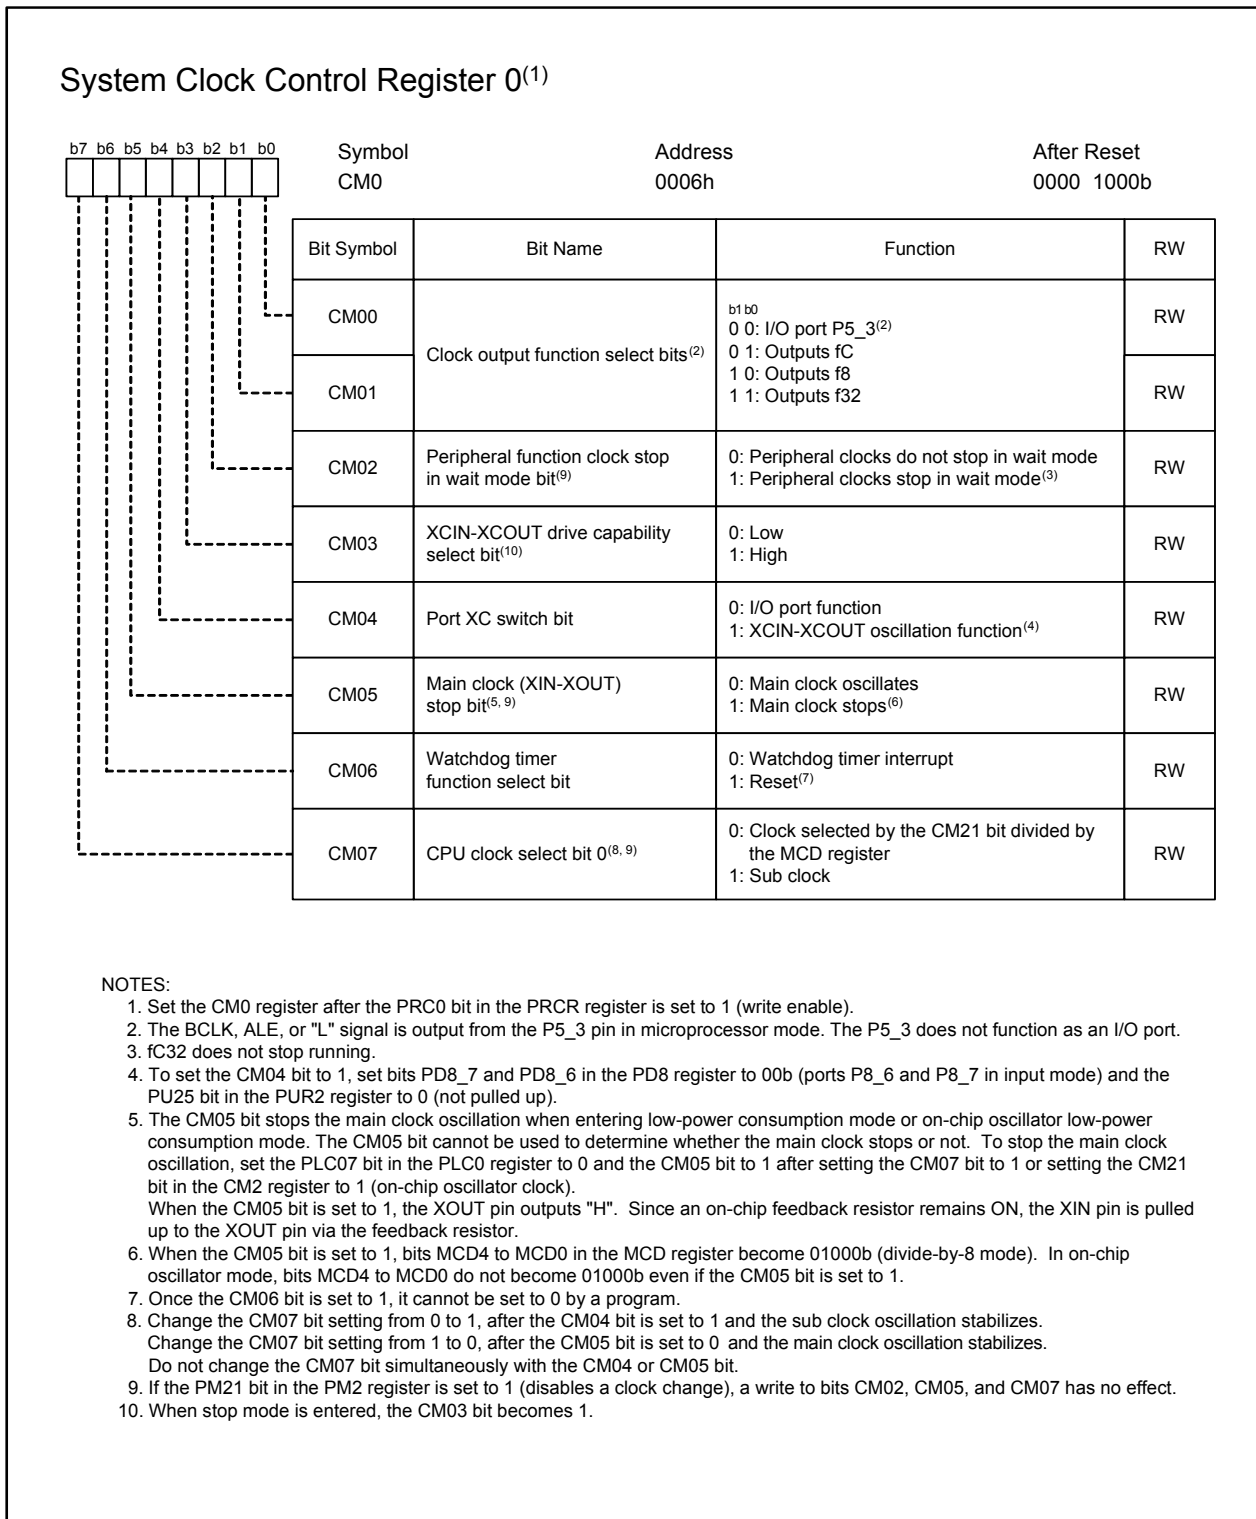 System Clock Control Register 0(1)
b7 b6 b5 b4 b3 b2 b1 b0
Symbol Address After Reset
CM0 0006h 0000 1000b
Bit Symbol Bit Name Function RW
CM00 RW
Clock output function select bits(2)
b1 b0
0 0: I/O port P5_3(2)
0 1: Outputs fC
1 0: Outputs f8
1 1: Outputs f32
CM01 RW
CM02 Peripheral function clock stop
in wait mode bit(9)
0: Peripheral clocks do not stop in wait mode
1: Peripheral clocks stop in wait mode(3)
RW
CM03 XCIN-XCOUT drive capability
select bit(10)
0: Low
1: High
RW
CM04 Port XC switch bit
0: I/O port function
1: XCIN-XCOUT oscillation function(4)
RW
CM05 Main clock (XIN-XOUT)
stop bit(5, 9)
0: Main clock oscillates
1: Main clock stops(6)
RW
CM06 Watchdog timer
function select bit
0: Watchdog timer interrupt
1: Reset(7)
RW
CM07 CPU clock select bit 0(8, 9)
0: Clock selected by the CM21 bit divided by
the MCD register
1: Sub clock
RW
NOTES:
1. Set the CM0 register after the PRC0 bit in the PRCR register is set to 1 (write enable).
2. The BCLK, ALE, or "L" signal is output from the P5_3 pin in microprocessor mode. The P5_3 does not function as an I/O port.
3. fC32 does not stop running.
4. To set the CM04 bit to 1, set bits PD8_7 and PD8_6 in the PD8 register to 00b (ports P8_6 and P8_7 in input mode) and the
PU25 bit in the PUR2 register to 0 (not pulled up).
5. The CM05 bit stops the main clock oscillation when entering low-power consumption mode or on-chip oscillator low-power
consumption mode. The CM05 bit cannot be used to determine whether the main clock stops or not. To stop the main clock
oscillation, set the PLC07 bit in the PLC0 register to 0 and the CM05 bit to 1 after setting the CM07 bit to 1 or setting the CM21
bit in the CM2 register to 1 (on-chip oscillator clock).
When the CM05 bit is set to 1, the XOUT pin outputs "H". Since an on-chip feedback resistor remains ON, the XIN pin is pulled
up to the XOUT pin via the feedback resistor.
6. When the CM05 bit is set to 1, bits MCD4 to MCD0 in the MCD register become 01000b (divide-by-8 mode). In on-chip
oscillator mode, bits MCD4 to MCD0 do not become 01000b even if the CM05 bit is set to 1.
7. Once the CM06 bit is set to 1, it cannot be set to 0 by a program.
8. Change the CM07 bit setting from 0 to 1, after the CM04 bit is set to 1 and the sub clock oscillation stabilizes.
Change the CM07 bit setting from 1 to 0, after the CM05 bit is set to 0 and the main clock oscillation stabilizes.
Do not change the CM07 bit simultaneously with the CM04 or CM05 bit.
9. If the PM21 bit in the PM2 register is set to 1 (disables a clock change), a write to bits CM02, CM05, and CM07 has no effect.
10. When stop mode is entered, the CM03 bit becomes 1.